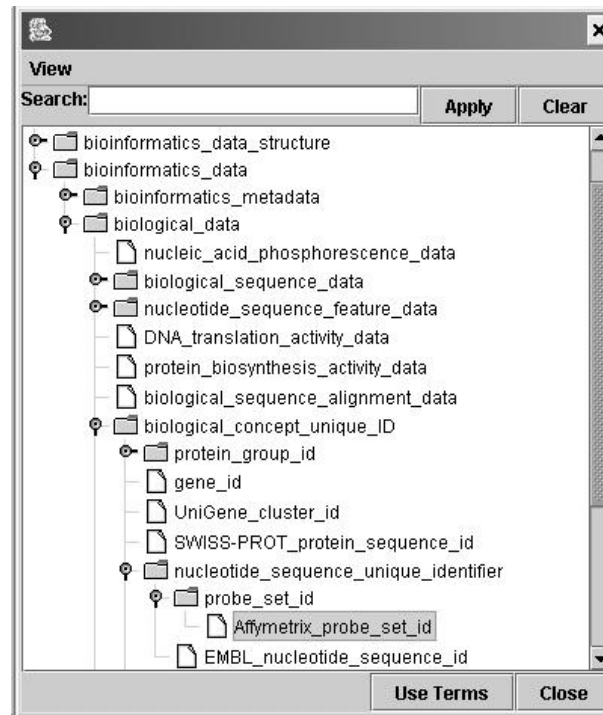 View
Search: Apply Clear
bioinformatics_data_structure
bioinformatics_data
bioinformatics_metadata
biological_data
nucleic_acid_phosphorescence_data
biological_sequence_data
nucleotide_sequence_feature_data
DNA_translation_activity_data
protein_biosynthesis_activity_data
biological_sequence_alignment_data
biological_concept_unique_ID
protein_group_id
gene_id
UniGene_cluster_id
SWISS-PROT_protein_sequence_id
nucleotide_sequence_unique_identifier
probe_set_id
Affymetrix_probe_set_id
EMBL_nucleotide_sequence_id
Use Terms Close